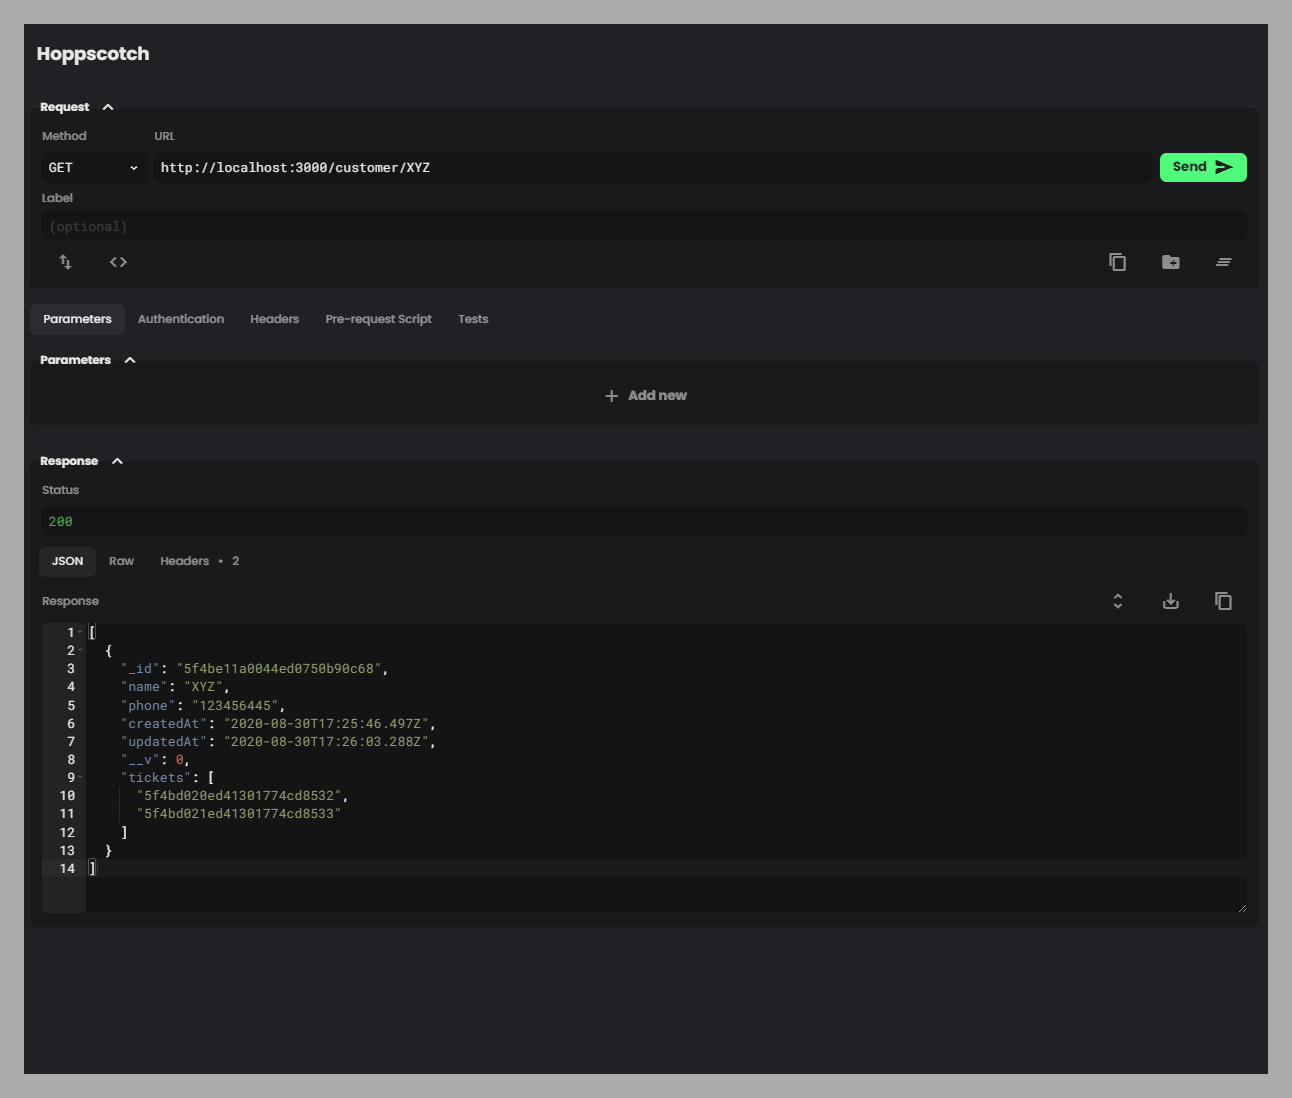 Hoppscotch
Request
Method URL
GET http://localhost:3000/customer/XYZ Send
Label
(optional)
Parameters Authentication Headers Pre-request Script Tests
Parameters
Add new
Response
Status
200
JSON Raw Headers • 2
Response
1 [
2 {
3 "_id": "5f4be11a0044ed0750b90c68",
4 "name": "XYZ",
5 "phone": "123456445",
6 "createdAt": "2020-08-30T17:25:46.497Z",
7 "updatedAt": "2020-08-30T17:26:03.288Z",
8 "__v": 0,
9 "tickets": [
10 "5f4bd020ed41301774cd8532",
11 "5f4bd021ed41301774cd8533"
12 ]
13 }
14 ]